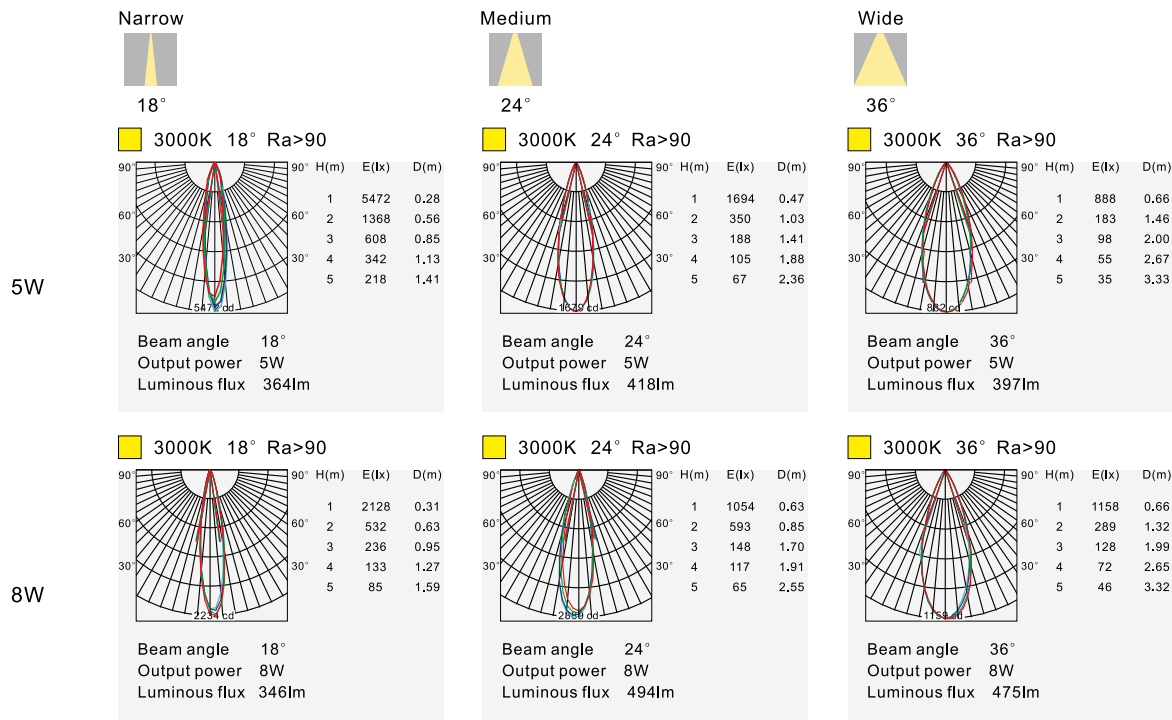 Narrow
18°
Medium
24°
Wide
36°
5W
3000K 18° Ra>90
90° 90° H(m) E(lx) D(m)
1 5472 0.28
60° 60° 2 1368 0.56
3 608 0.85
30° 30° 4 342 1.13
5 218 1.41
5472 cd
Beam angle 18°
Output power 5W
Luminous flux 364lm
3000K 24° Ra>90
90° 90° H(m) E(lx) D(m)
1 1694 0.47
60° 60° 2 350 1.03
3 188 1.41
30° 30° 4 105 1.88
5 67 2.36
1679 cd
Beam angle 24°
Output power 5W
Luminous flux 418lm
3000K 36° Ra>90
90° 90° H(m) E(lx) D(m)
1 888 0.66
60° 60° 2 183 1.46
3 98 2.00
30° 30° 4 55 2.67
5 35 3.33
882 cd
Beam angle 36°
Output power 5W
Luminous flux 397lm
8W
3000K 18° Ra>90
90° 90° H(m) E(lx) D(m)
1 2128 0.31
60° 60° 2 532 0.63
3 236 0.95
30° 30° 4 133 1.27
5 85 1.59
2234 cd
Beam angle 18°
Output power 8W
Luminous flux 346lm
3000K 24° Ra>90
90° 90° H(m) E(lx) D(m)
1 1054 0.63
60° 60° 2 593 0.85
3 148 1.70
30° 30° 4 117 1.91
5 65 2.55
cd
Beam angle 24°
Output power 8W
Luminous flux 494lm
3000K 36° Ra>90
90° 90° H(m) E(lx) D(m)
1 1158 0.66
60° 60° 2 289 1.32
3 128 1.99
30° 30° 4 72 2.65
5 46 3.32
1159 cd
Beam angle 36°
Output power 8W
Luminous flux 475lm